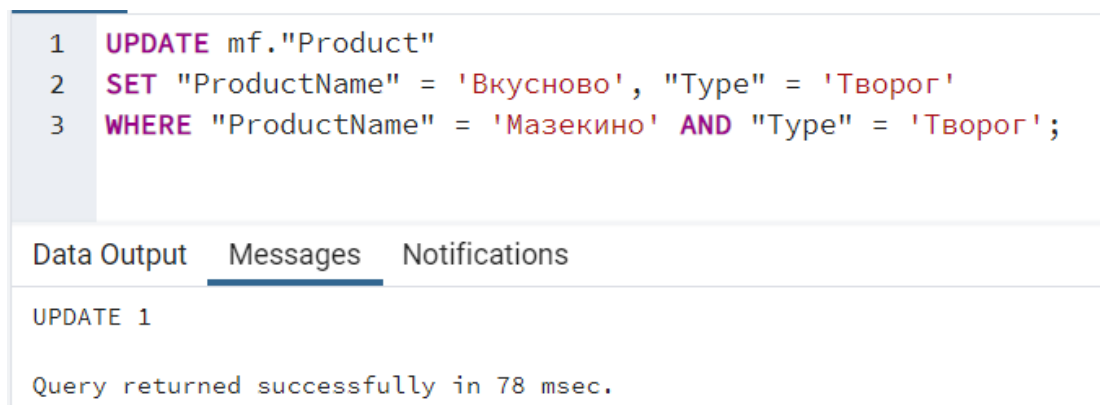 1 UPDATE mf."Product"
2 SET "ProductName" = 'Вкусново', "Type" = 'Творог'
3 WHERE "ProductName" = 'Мазекино' AND "Type" = 'Творог';
Data Output Messages Notifications
UPDATE 1
Query returned successfully in 78 msec.